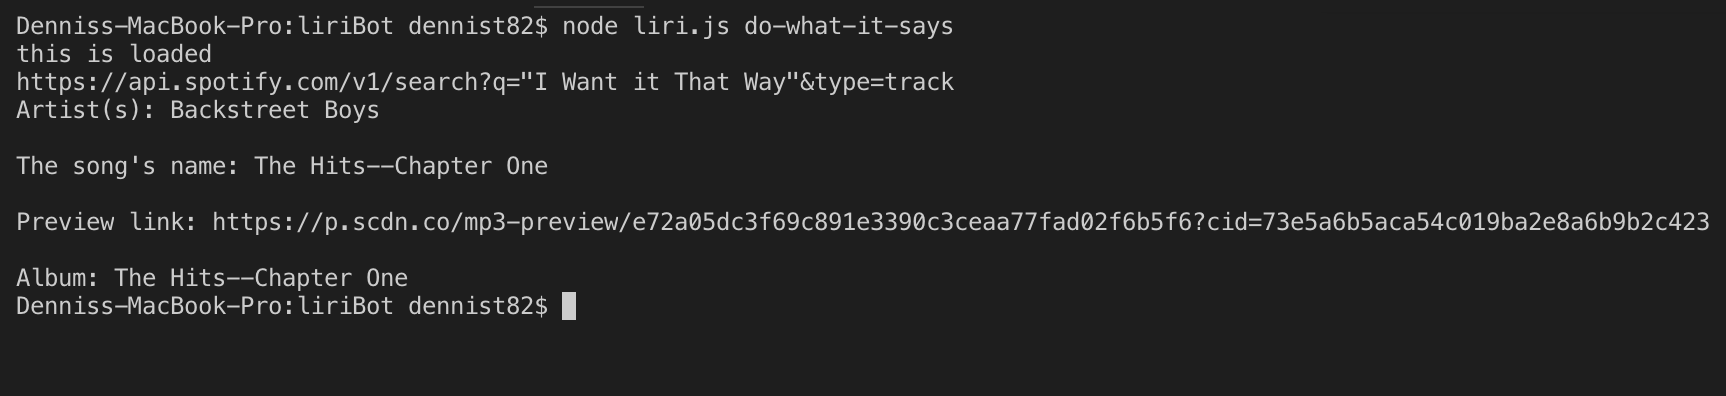 Denniss-MacBook-Pro:liriBot dennist82$ node liri.js do-what-it-says
this is loaded
https://api.spotify.com/v1/search?q="I Want it That Way"&type=track
Artist(s): Backstreet Boys
The song's name: The Hits--Chapter One
Preview link: https://p.scdn.co/mp3-preview/e72a05dc3f69c891e3390c3ceaa77fad02f6b5f6?cid=73e5a6b5aca54c019ba2e8a6b9b2c423
Album: The Hits--Chapter One
Denniss-MacBook-Pro:liriBot dennist82$